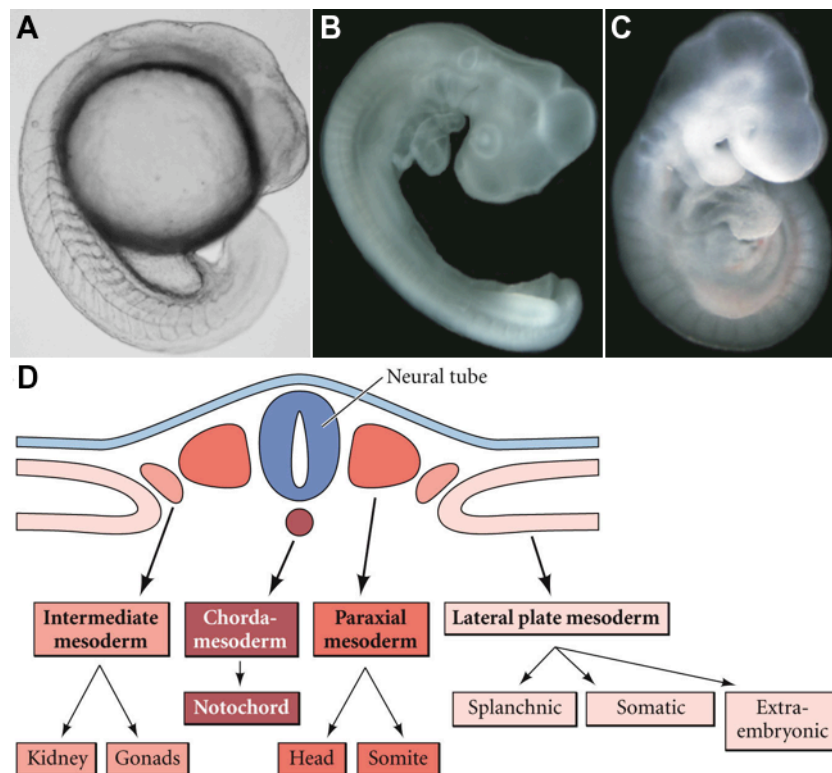 A
B
C
D
Neural tube
Intermediate
mesoderm
Chorda-
mesoderm
Paraxial
mesoderm
Lateral plate mesoderm
Notochord
Splanchnic
Somatic
Extra-
embryonic
Kidney
Gonads
Head
Somite